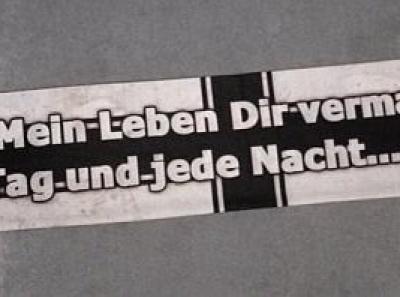 Mein Leben Dir verma
Tag und jede Nacht...